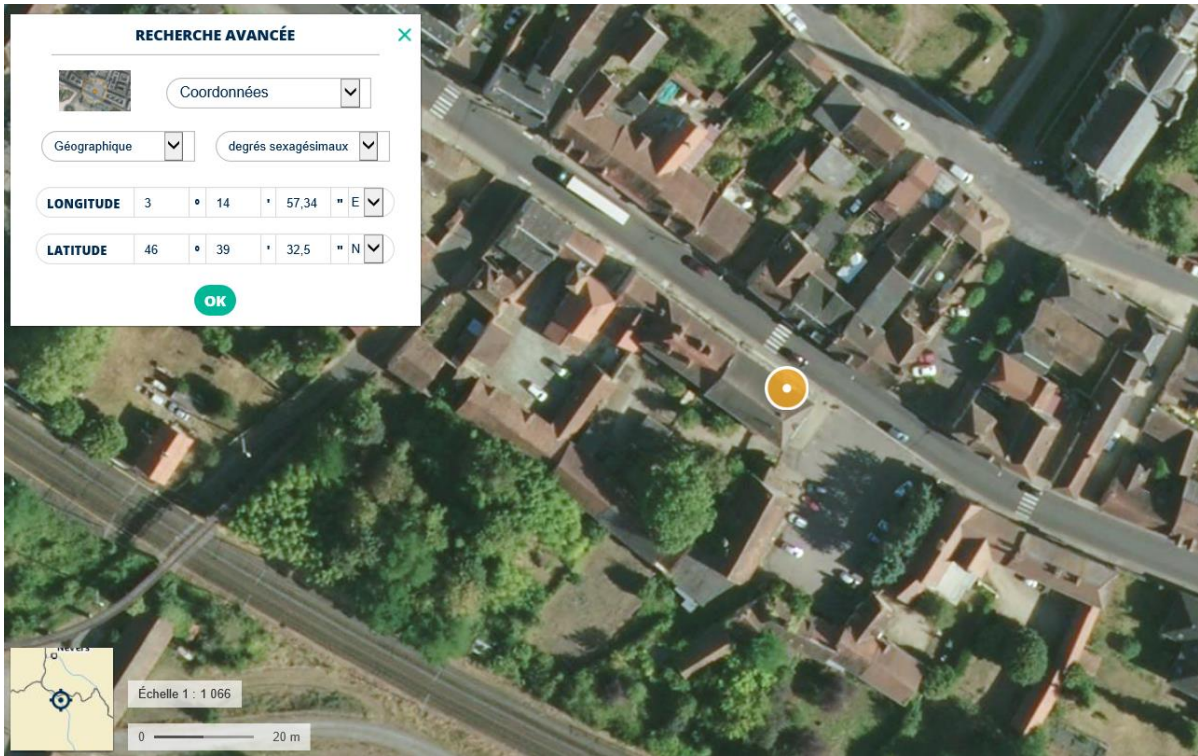 RECHERCHE AVANCÉE ×
Coordonnées
Géographique degrés sexagésimaux
LONGITUDE 3 ° 14 ' 57,34 " E
LATITUDE 46 ° 39 ' 32,5 " N
OK
Nevers
Échelle 1 : 1 066
0 20 m